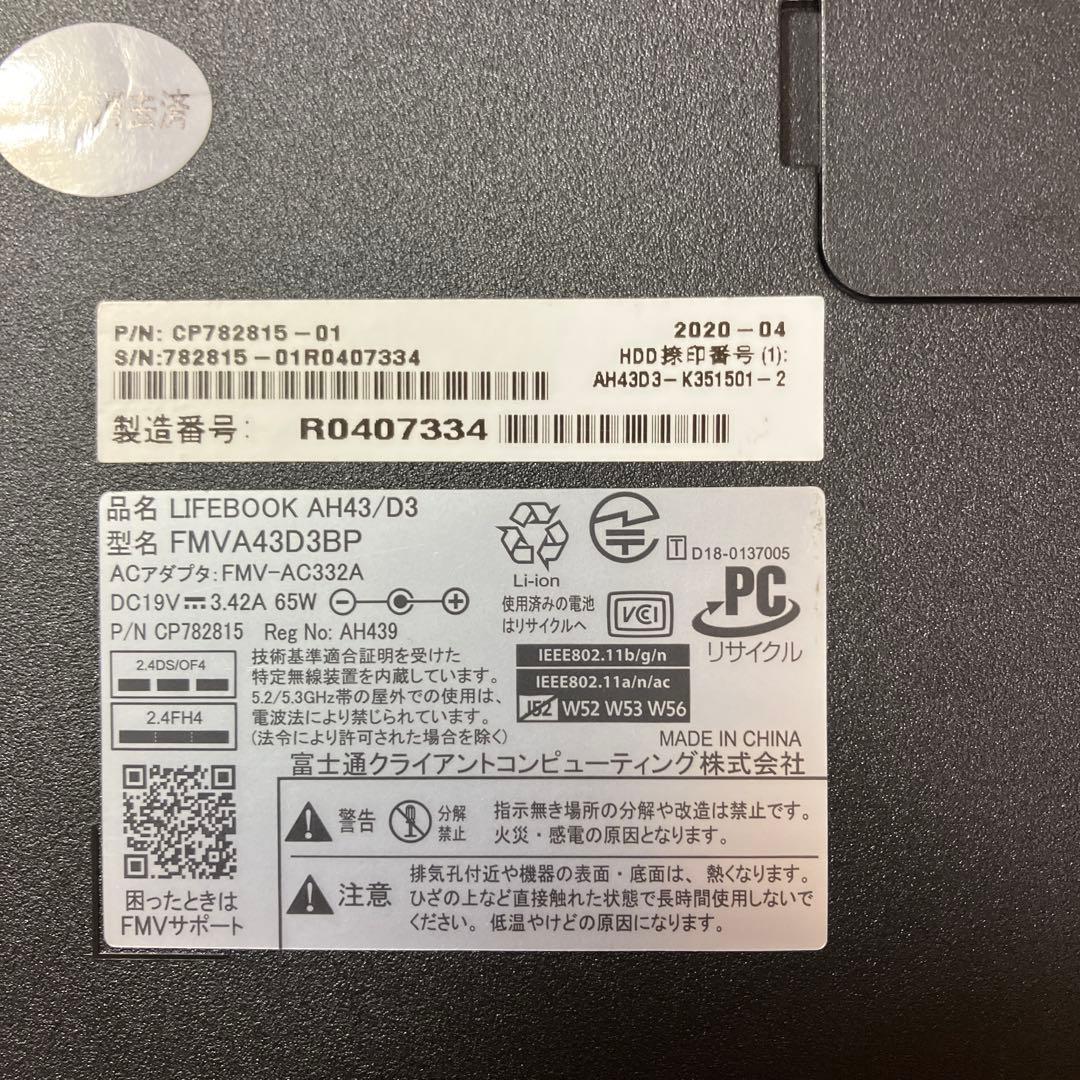 消去済
P/N: CP782815-01
S/N:782815-01R0407334
2020-04
HDD捺印番号(1):
AH43D3-K351501-2
製造番号: R0407334
品名 LIFEBOOK AH43/D3
型名 FMVA43D3BP
ACアダプタ:FMV-AC332A
DC19V 3.42A 65W
P/N CP782815 Reg No: AH439
Li-ion
使用済みの電池
はリサイクルへ
T D18-0137005
VCI
PC
リサイクル
2.4DS/OF4
2.4FH4
技術基準適合証明を受けた
特定無線装置を内蔵しています。
5.2/5.3GHz帯の屋外での使用は、
電波法により禁じられています。
(法令により許可された場合を除く)
IEEE802.11b/g/n
IEEE802.11a/n/ac
J52 W52 W53 W56
MADE IN CHINA
富士通クライアントコンピューティング株式会社
困ったときは
FMVサポート
警告
分解
禁止
指示無き場所の分解や改造は禁止です。
火災・感電の原因となります。
注意
排気孔付近や機器の表面・底面は、熱くなります。
ひざの上など直接触れた状態で長時間使用しないで
ください。低温やけどの原因になります。